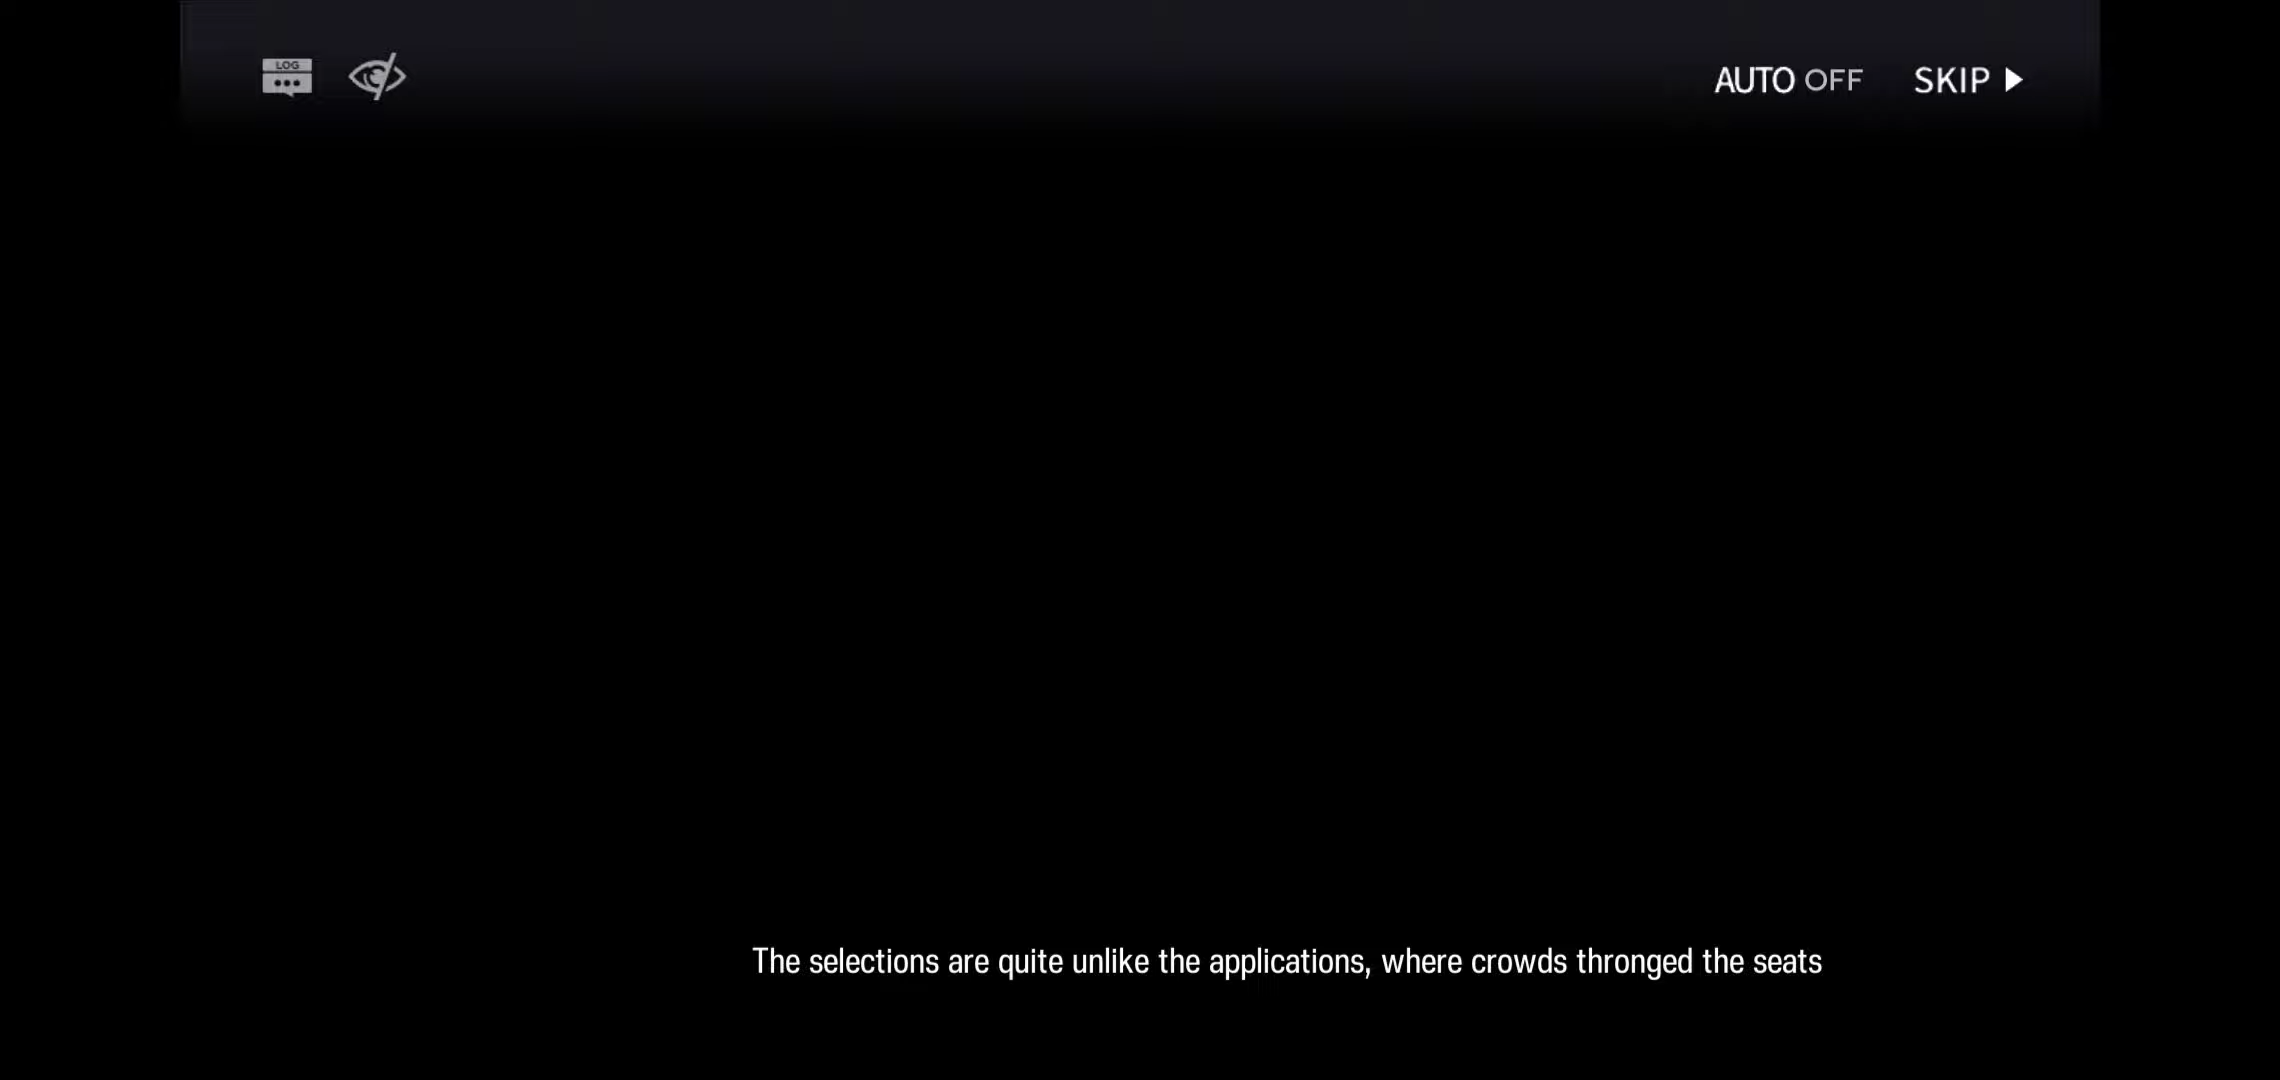 LOG
AUTO OFF SKIP
The selections are quite unlike the applications, where crowds thronged the seats